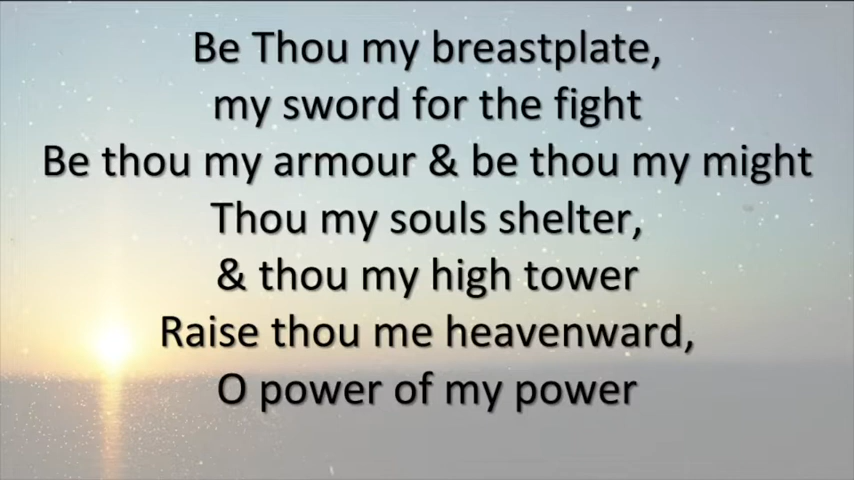 Be Thou my breastplate,
my sword for the fight
Be thou my armour & be thou my might
Thou my souls shelter,
& thou my high tower
Raise thou me heavenward,
O power of my power